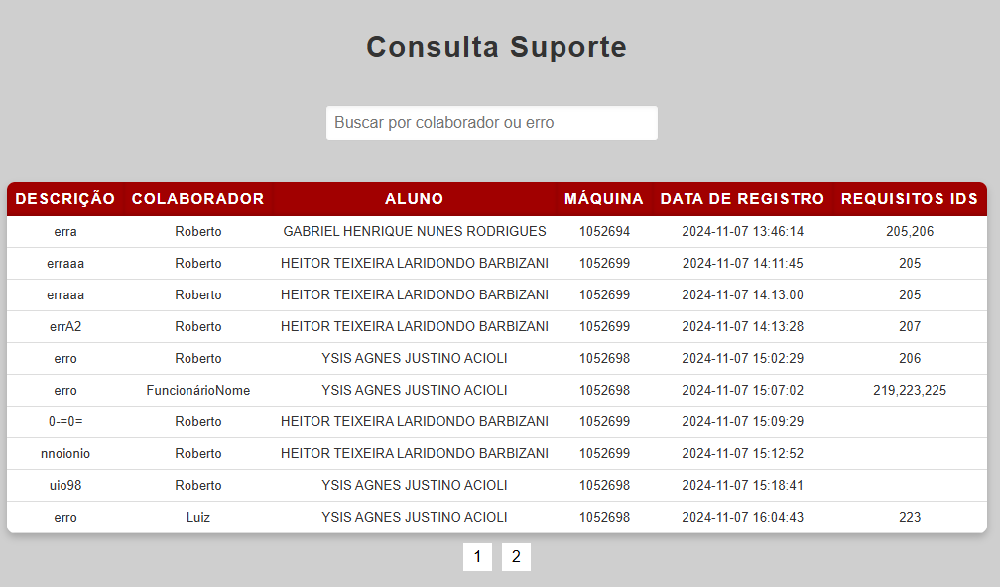 Consulta Suporte
Buscar por colaborador ou erro
DESCRIÇÃO COLABORADOR ALUNO MÁQUINA DATA DE REGISTRO REQUISITOS IDS
erra Roberto GABRIEL HENRIQUE NUNES RODRIGUES 1052694 2024-11-07 13:46:14 205,206
erraaa Roberto HEITOR TEIXEIRA LARIDONDO BARBIZANI 1052699 2024-11-07 14:11:45 205
erraaa Roberto HEITOR TEIXEIRA LARIDONDO BARBIZANI 1052699 2024-11-07 14:13:00 205
errA2 Roberto HEITOR TEIXEIRA LARIDONDO BARBIZANI 1052699 2024-11-07 14:13:28 207
erro Roberto YSIS AGNES JUSTINO ACIOLI 1052698 2024-11-07 15:02:29 206
erro FuncionárioNome YSIS AGNES JUSTINO ACIOLI 1052698 2024-11-07 15:07:02 219,223,225
0-=0= Roberto HEITOR TEIXEIRA LARIDONDO BARBIZANI 1052699 2024-11-07 15:09:29
nnoionio Roberto HEITOR TEIXEIRA LARIDONDO BARBIZANI 1052699 2024-11-07 15:12:52
uio98 Roberto YSIS AGNES JUSTINO ACIOLI 1052698 2024-11-07 15:18:41
erro Luiz YSIS AGNES JUSTINO ACIOLI 1052698 2024-11-07 16:04:43 223
1 2